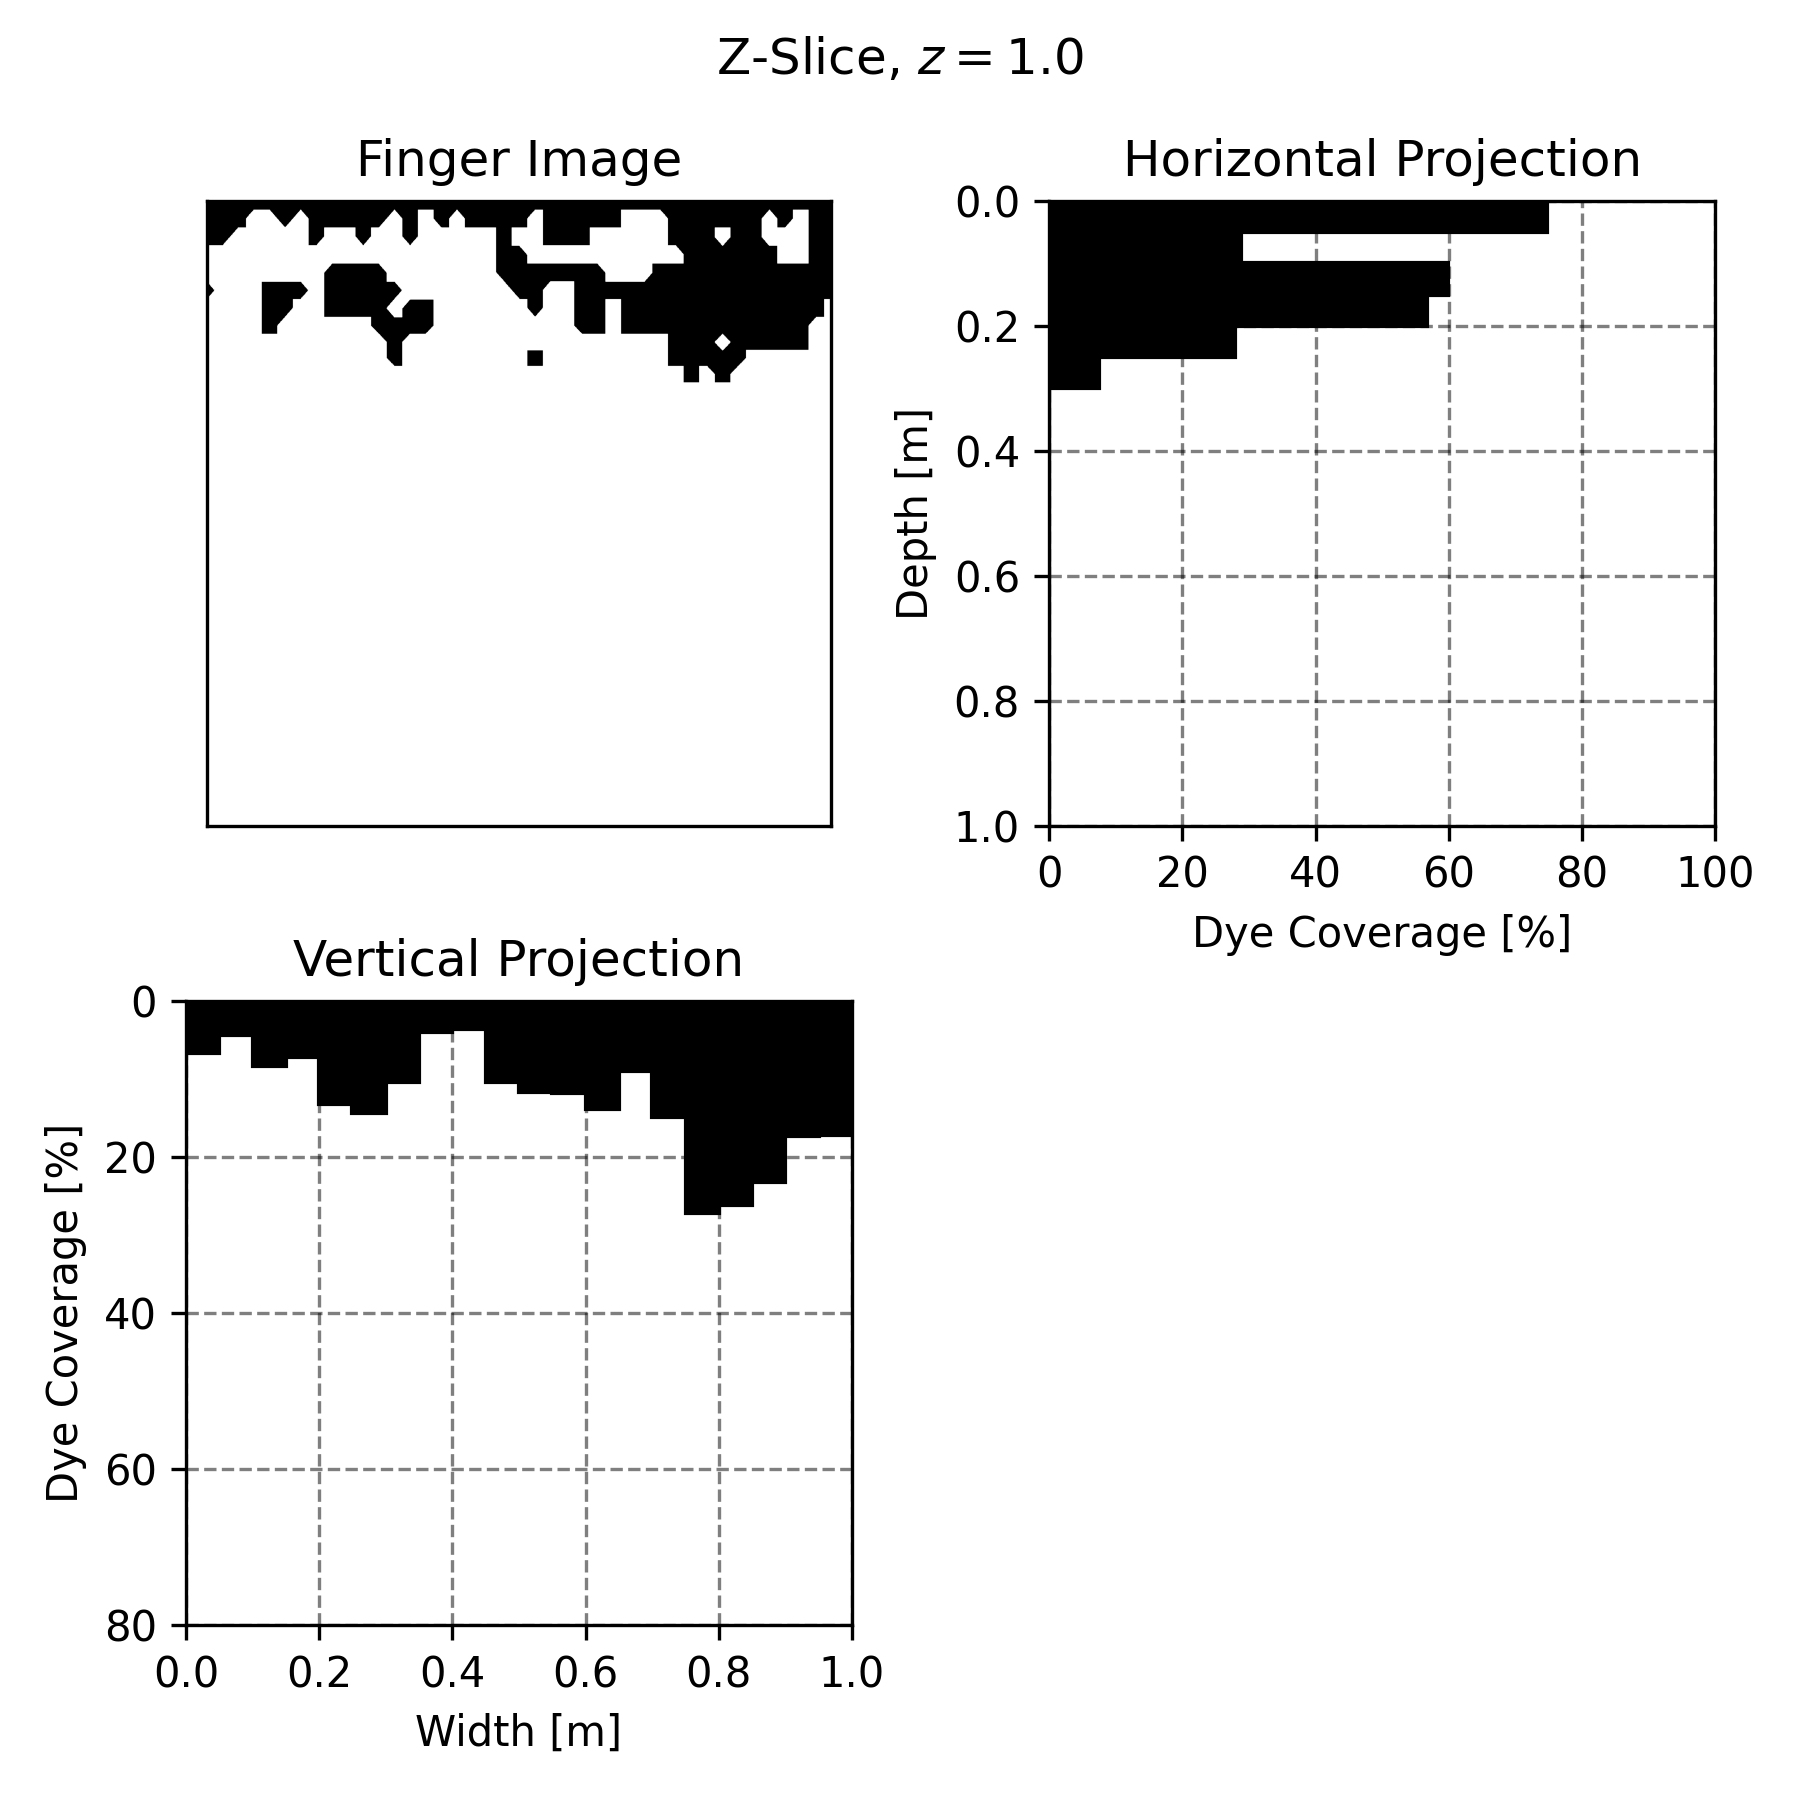 Z-Slice, z = 1.0
Finger Image
Horizontal Projection
0.0
0.2
0.4
0.6
0.8
1.0
Depth [m]
0 20 40 60 80 100
Dye Coverage [%]
Vertical Projection
0
20
40
60
80
Dye Coverage [%]
0.0 0.2 0.4 0.6 0.8 1.0
Width [m]